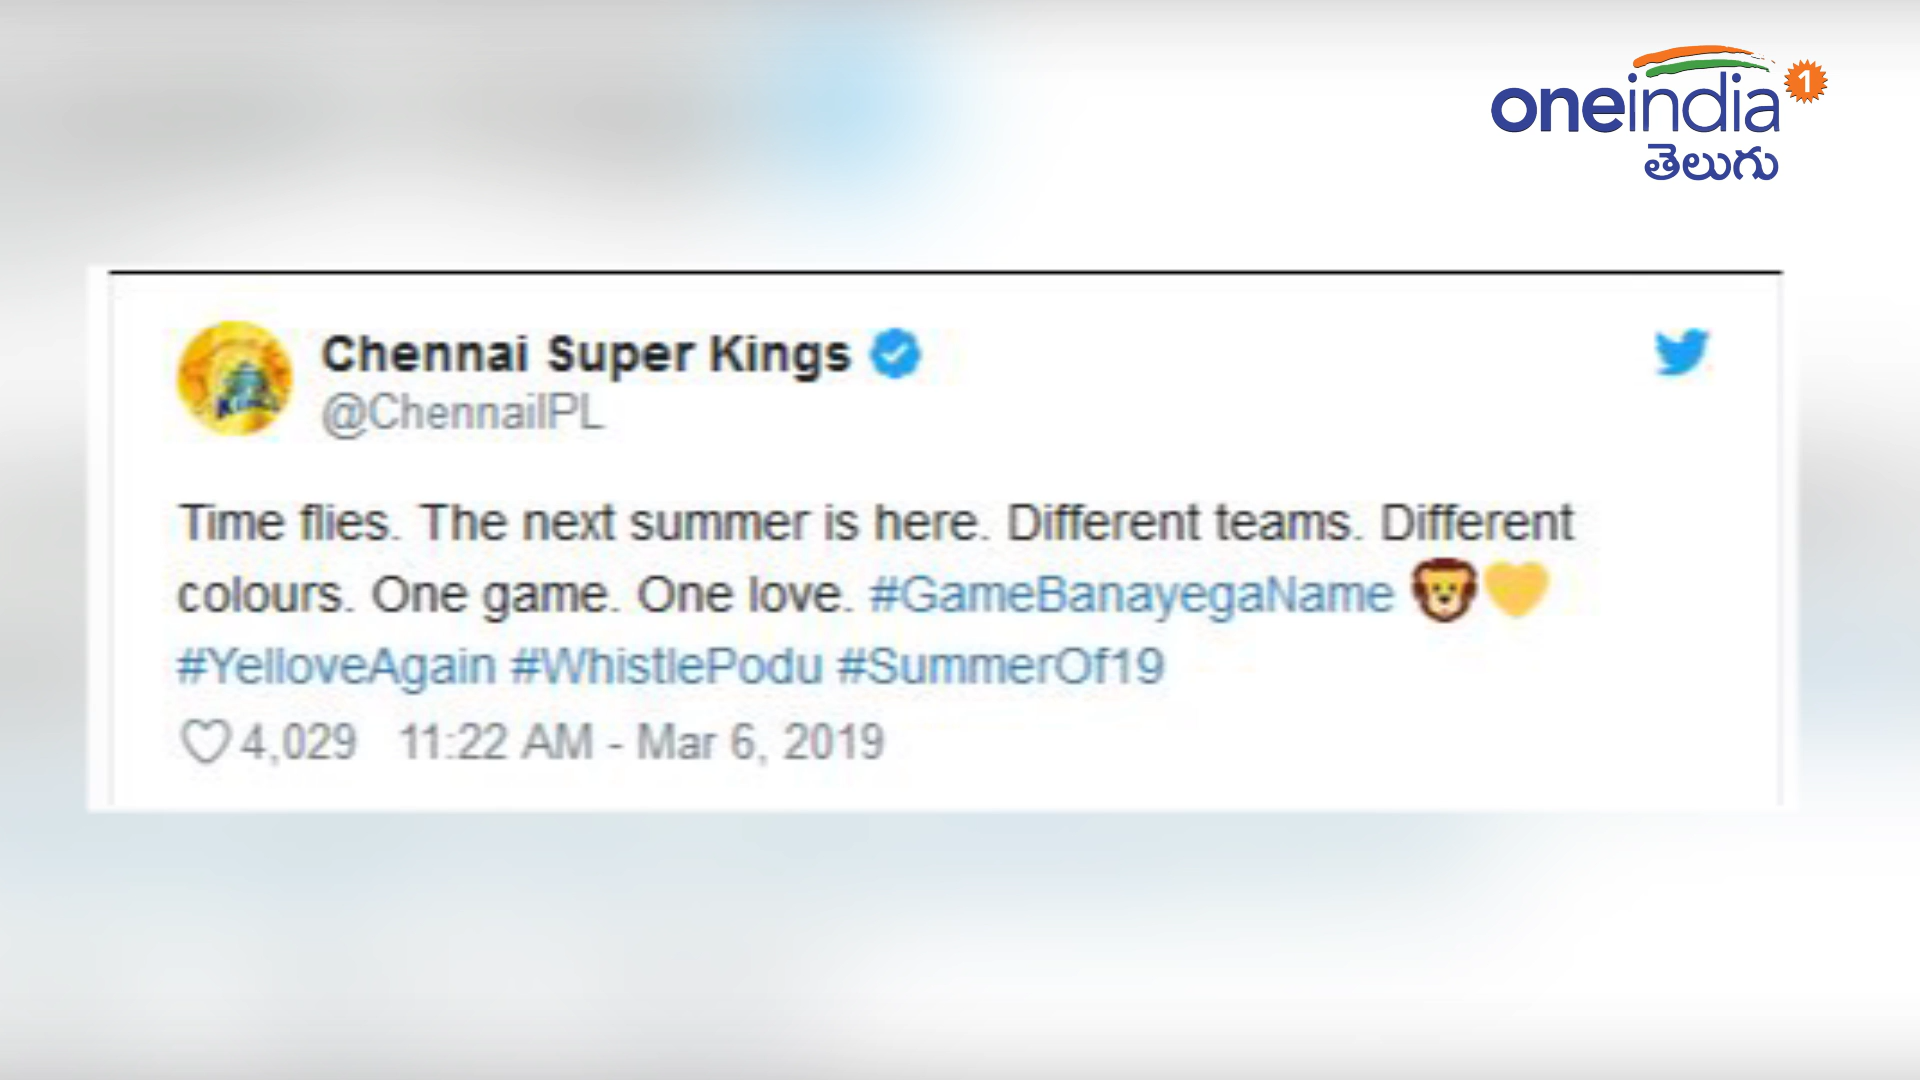 oneindia 1
తెలుగు
Chennai Super Kings
@ChennaiIPL
Time flies. The next summer is here. Different teams. Different
colours. One game. One love. #GameBanayegaName 🦁💛
#YelloveAgain #WhistlePodu #SummerOf19
4,029 11:22 AM - Mar 6, 2019